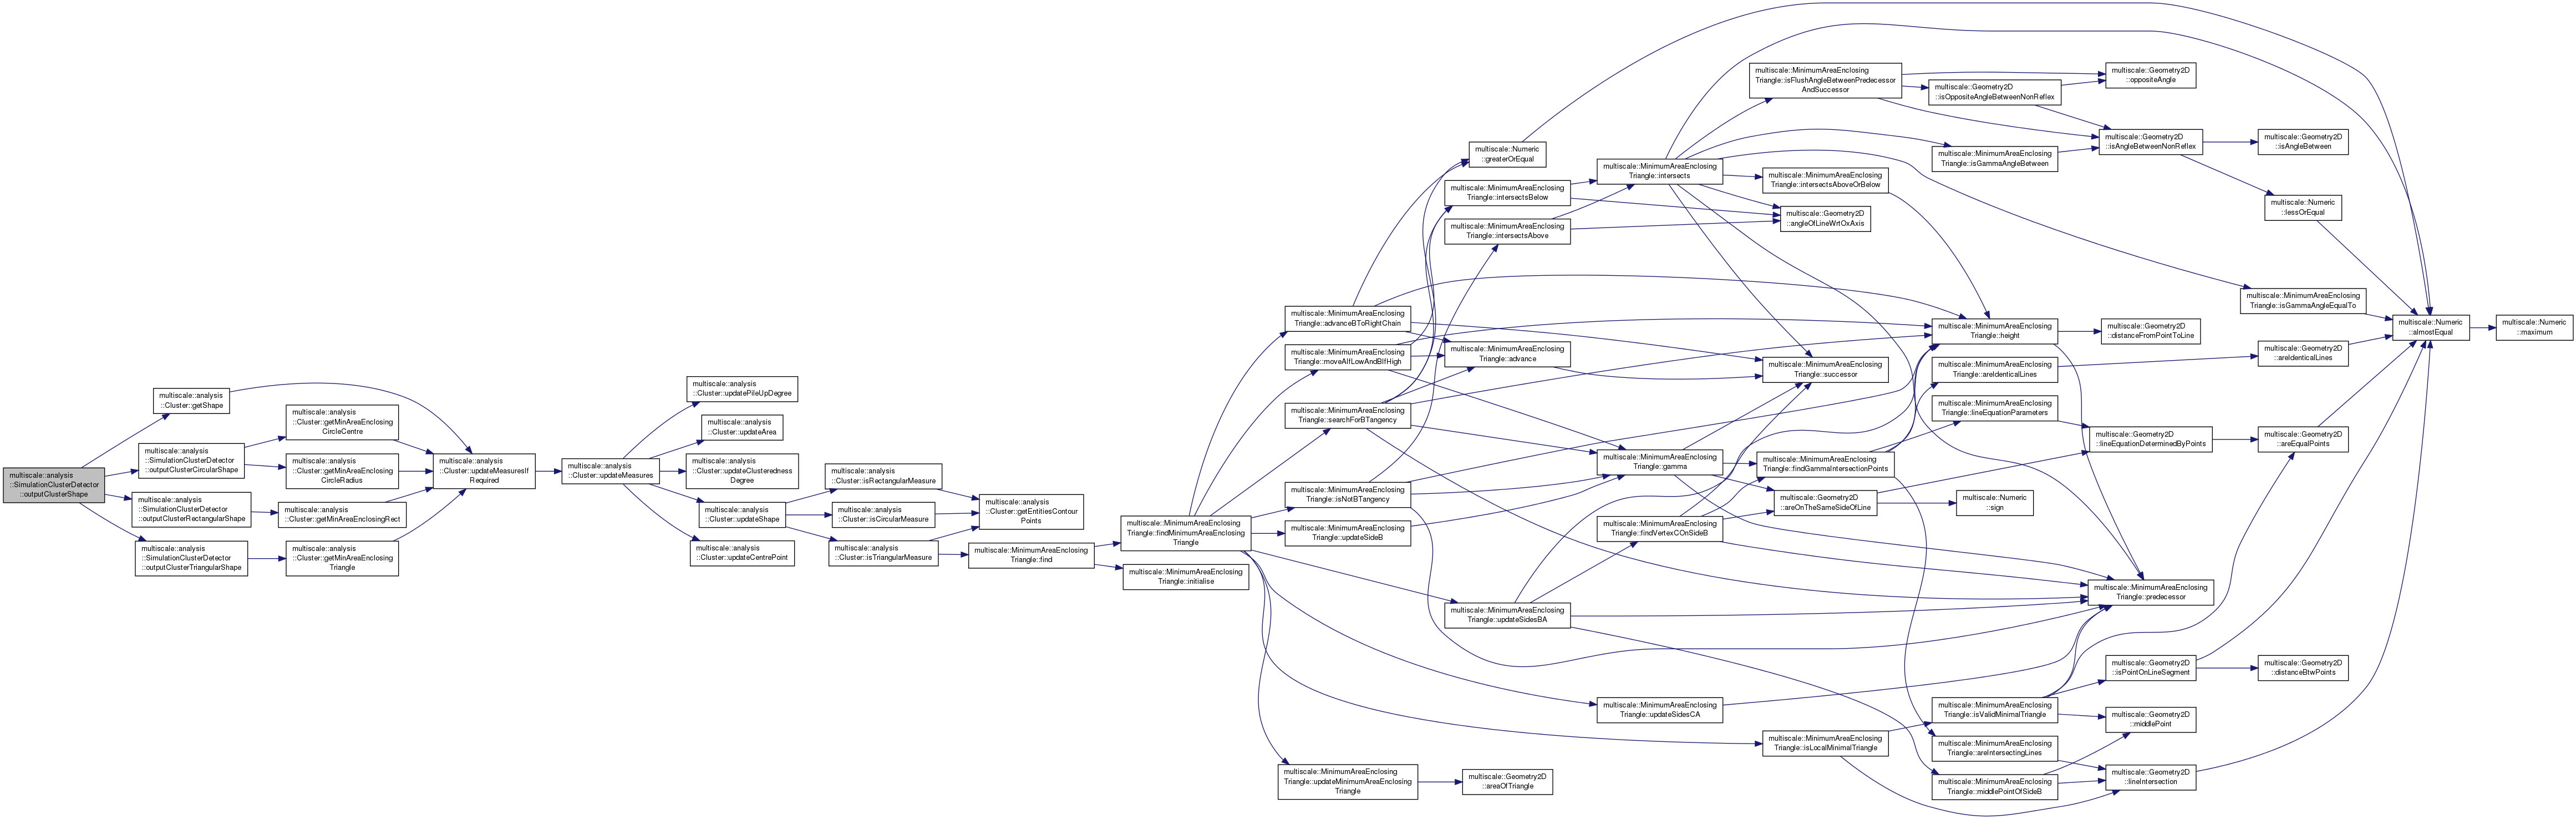 multiscale::analysis
::SimulationClusterDetector
::outputClusterShape
multiscale::analysis
::Cluster::getShape
multiscale::analysis
::SimulationClusterDetector
::outputClusterCircularShape
multiscale::analysis
::SimulationClusterDetector
::outputClusterRectangularShape
multiscale::analysis
::SimulationClusterDetector
::outputClusterTriangularShape
multiscale::analysis
::Cluster::getMinAreaEnclosing
CircleCentre
multiscale::analysis
::Cluster::getMinAreaEnclosing
CircleRadius
multiscale::analysis
::Cluster::getMinAreaEnclosingRect
multiscale::analysis
::Cluster::getMinAreaEnclosing
Triangle
multiscale::analysis
::Cluster::updateMeasuresIf
Required
multiscale::analysis
::Cluster::updateMeasures
multiscale::analysis
::Cluster::updatePileUpDegree
multiscale::analysis
::Cluster::updateArea
multiscale::analysis
::Cluster::updateClusteredness
Degree
multiscale::analysis
::Cluster::updateShape
multiscale::analysis
::Cluster::updateCentrePoint
multiscale::analysis
::Cluster::isRectangularMeasure
multiscale::analysis
::Cluster::isCircularMeasure
multiscale::analysis
::Cluster::isTriangularMeasure
multiscale::analysis
::Cluster::getEntitiesContour
Points
multiscale::MinimumAreaEnclosing
Triangle::find
multiscale::MinimumAreaEnclosing
Triangle::findMinimumAreaEnclosing
Triangle
multiscale::MinimumAreaEnclosing
Triangle::initialise
multiscale::MinimumAreaEnclosing
Triangle::advanceBToRightChain
multiscale::MinimumAreaEnclosing
Triangle::moveAIfLowAndBIfHigh
multiscale::MinimumAreaEnclosing
Triangle::searchForBTangency
multiscale::MinimumAreaEnclosing
Triangle::isNotBTangency
multiscale::MinimumAreaEnclosing
Triangle::updateSideB
multiscale::MinimumAreaEnclosing
Triangle::updateMinimumAreaEnclosing
Triangle
multiscale::Numeric
::greaterOrEqual
multiscale::MinimumAreaEnclosing
Triangle::intersectsBelow
multiscale::MinimumAreaEnclosing
Triangle::intersectsAbove
multiscale::MinimumAreaEnclosing
Triangle::advance
multiscale::MinimumAreaEnclosing
Triangle::updateSidesBA
multiscale::Geometry2D
::areaOfTriangle
multiscale::MinimumAreaEnclosing
Triangle::intersects
multiscale::MinimumAreaEnclosing
Triangle::gamma
multiscale::MinimumAreaEnclosing
Triangle::findVertexCOnSideB
multiscale::MinimumAreaEnclosing
Triangle::updateSidesCA
multiscale::MinimumAreaEnclosing
Triangle::isFlushAngleBetweenPredecessor
AndSuccessor
multiscale::MinimumAreaEnclosing
Triangle::intersectsAboveOrBelow
multiscale::Geometry2D
::angleOfLineWrtOxAxis
multiscale::MinimumAreaEnclosing
Triangle::successor
multiscale::MinimumAreaEnclosing
Triangle::findGammaIntersectionPoints
multiscale::Geometry2D
::areOnTheSameSideOfLine
multiscale::MinimumAreaEnclosing
Triangle::isLocalMinimalTriangle
multiscale::Geometry2D
::isOppositeAngleBetweenNonReflex
multiscale::MinimumAreaEnclosing
Triangle::isGammaAngleBetween
multiscale::MinimumAreaEnclosing
Triangle::height
multiscale::MinimumAreaEnclosing
Triangle::areIdenticalLines
multiscale::MinimumAreaEnclosing
Triangle::lineEquationParameters
multiscale::Numeric
::sign
multiscale::MinimumAreaEnclosing
Triangle::isValidMinimalTriangle
multiscale::MinimumAreaEnclosing
Triangle::areIntersectingLines
multiscale::MinimumAreaEnclosing
Triangle::middlePointOfSideB
multiscale::Geometry2D
::oppositeAngle
multiscale::Geometry2D
::isAngleBetweenNonReflex
multiscale::Geometry2D
::distanceFromPointToLine
multiscale::Geometry2D
::lineEquationDeterminedByPoints
multiscale::MinimumAreaEnclosing
Triangle::predecessor
multiscale::Geometry2D
::isPointOnLineSegment
multiscale::Geometry2D
::middlePoint
multiscale::Geometry2D
::lineIntersection
multiscale::Geometry2D
::isAngleBetween
multiscale::Numeric
::lessOrEqual
multiscale::MinimumAreaEnclosing
Triangle::isGammaAngleEqualTo
multiscale::Geometry2D
::areIdenticalLines
multiscale::Geometry2D
::areEqualPoints
multiscale::Geometry2D
::distanceBtwPoints
multiscale::Numeric
::almostEqual
multiscale::Numeric
::maximum